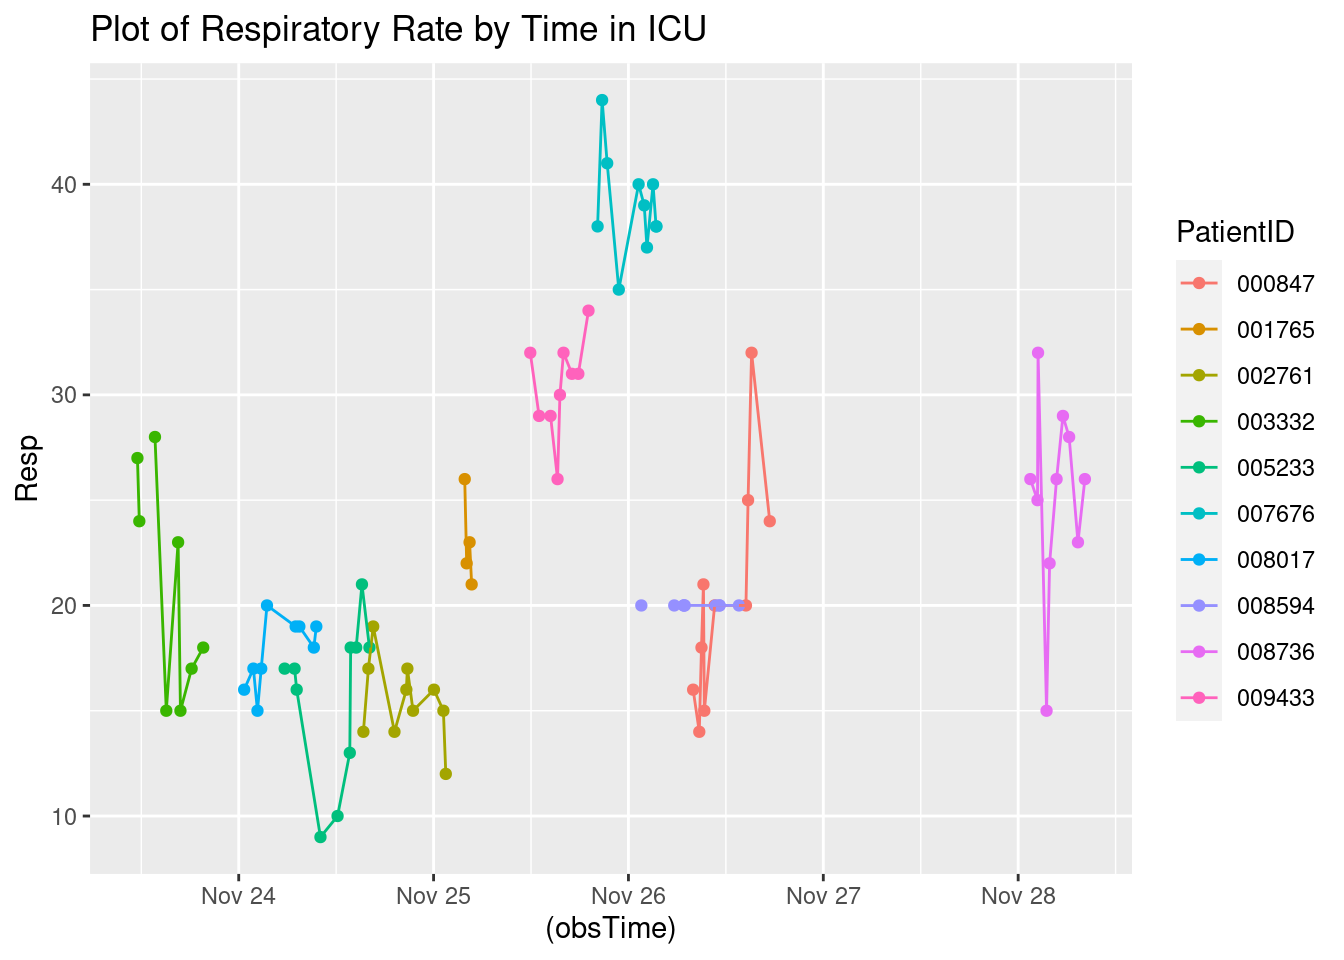 Plot of Respiratory Rate by Time in ICU
40
30
20
10
Resp
Nov 24 Nov 25 Nov 26 Nov 27 Nov 28
(obsTime)
PatientID
000847
001765
002761
003332
005233
007676
008017
008594
008736
009433